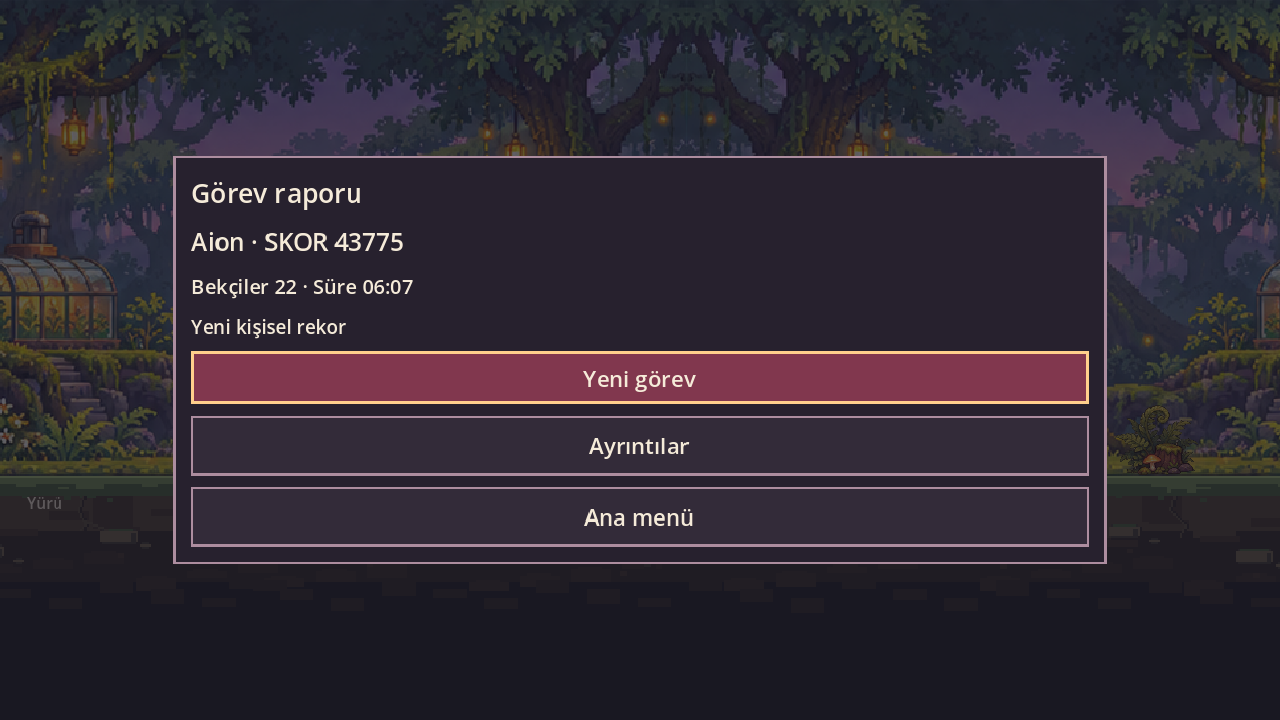 Görev raporu
Aion · SKOR 43775
Bekçiler 22 · Süre 06:07
Yeni kişisel rekor
Yeni görev
Ayrıntılar
Ana menü
Yürü